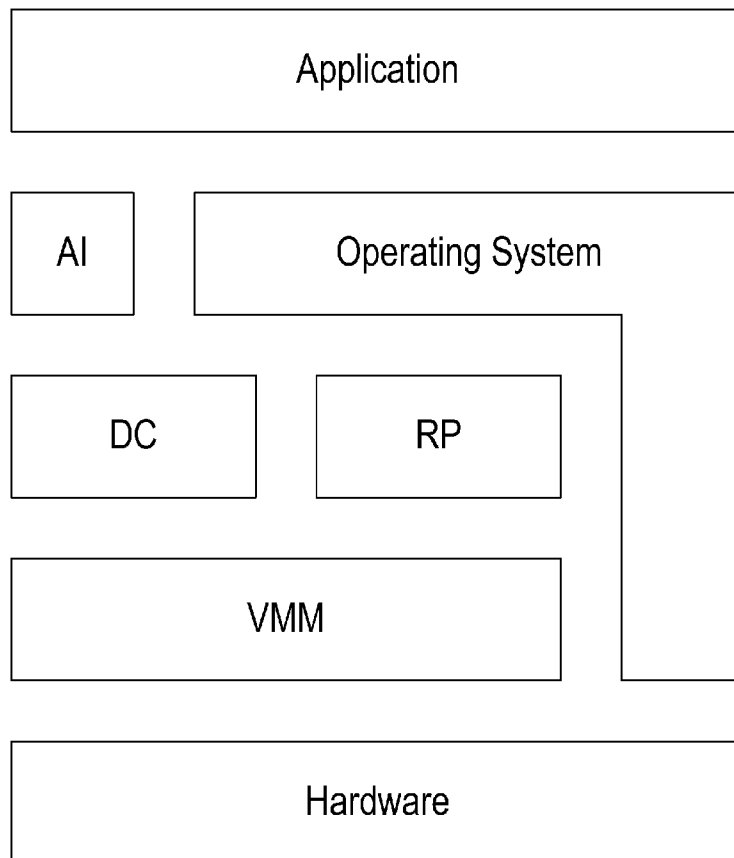 Application
AI
Operating System
DC
RP
VMM
Hardware